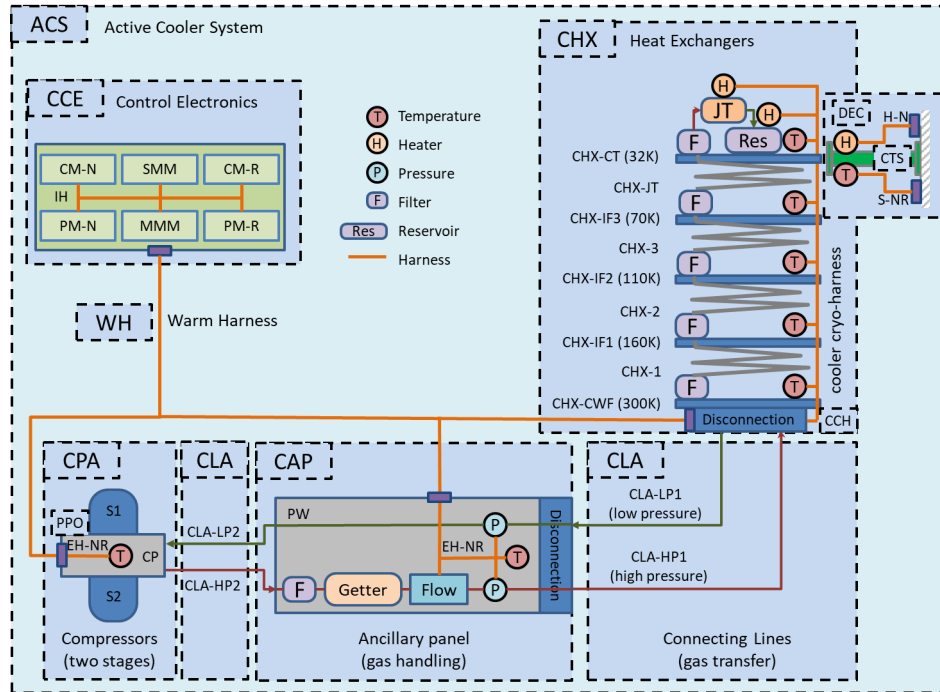 ACS
Active Cooler System
CCE
Control Electronics
CM-N
SMM
CM-R
IH
PM-N
MMM
PM-R
WH
Warm Harness
T
Temperature
H
Heater
P
Pressure
F
Filter
Res
Reservoir
Harness
CHX
Heat Exchangers
H
JT
H
F
Res
T
CHX-CT (32K)
CHX-JT
F
T
CHX-IF3 (70K)
CHX-3
F
T
CHX-IF2 (110K)
CHX-2
F
T
CHX-IF1 (160K)
CHX-1
F
T
CHX-CWF (300K)
Disconnection
CCH
cooler cryo-harness
DEC
H-N
H
CTS
T
S-NR
CPA
PPO
S1
EH-NR
T
CP
S2
Compressors
(two stages)
CLA
CLA-LP2
CLA-HP2
CAP
PW
P
EH-NR
T
F
Getter
Flow
P
Disconnection
Ancillary panel
(gas handling)
CLA
CLA-LP1
(low pressure)
CLA-HP1
(high pressure)
Connecting Lines
(gas transfer)